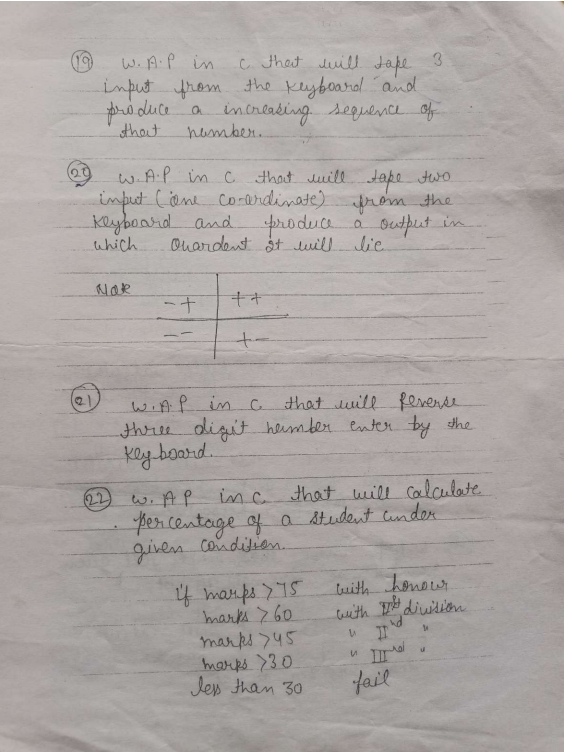 19 W.A.P in c that will tape 3
input from the keyboard and
produce a increasing sequence of
that number.
20 W.A.P in C that will tape two
input (one co-ordinate) from the
keyboard and produce a output in
which Quardent It will lie
Note
- + ++
-- +-
21 W.A.P in C that will Reverse
three digit number enter by the
keyboard.
22 W. AP in c that will calculate
percentage of a student under
given condition.
if marks > 75 with honour
marks > 60 with Ist division
marks > 45 " IInd "
marks > 30 " IIIrd "
less than 30 fail